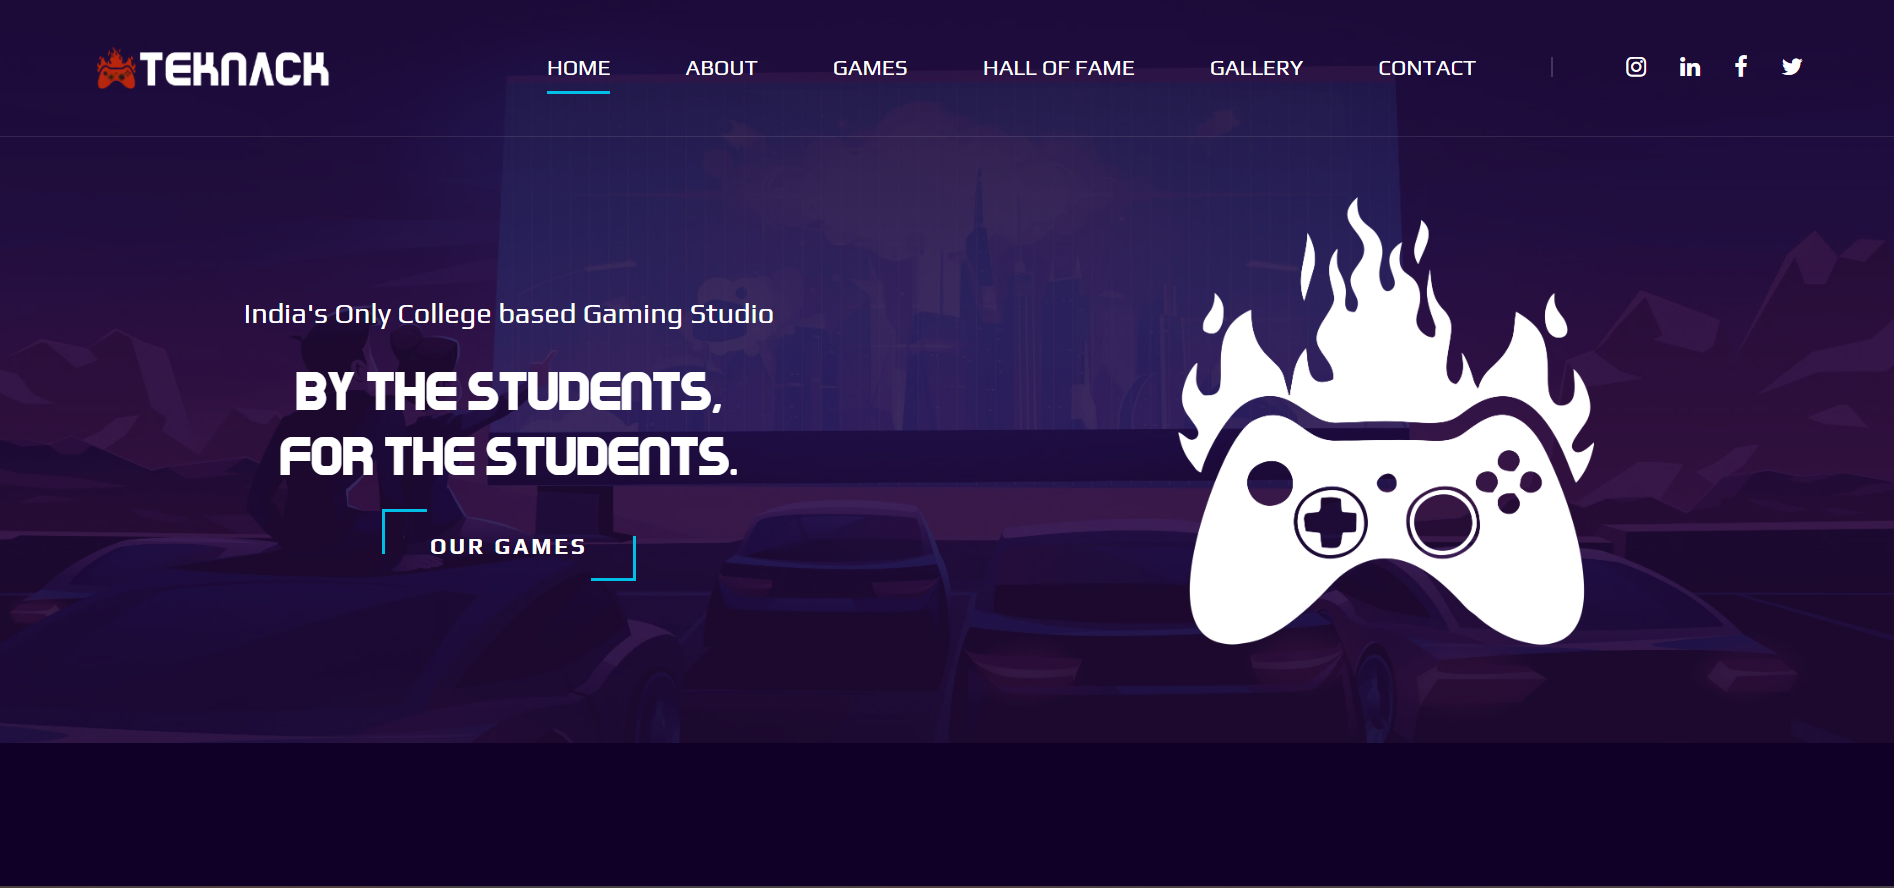 TEKNACK
HOME ABOUT GAMES HALL OF FAME GALLERY CONTACT
India's Only College based Gaming Studio
BY THE STUDENTS,
FOR THE STUDENTS.
OUR GAMES